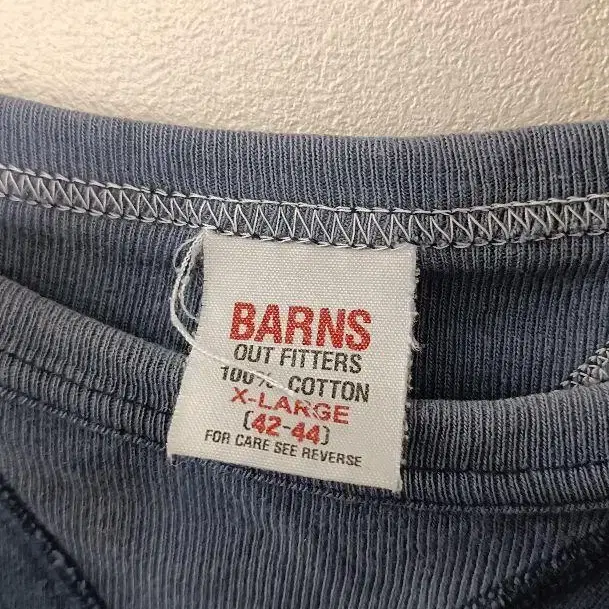 BARNS
OUT FITTERS
100% COTTON
X-LARGE
(42-44)
FOR CARE SEE REVERSE